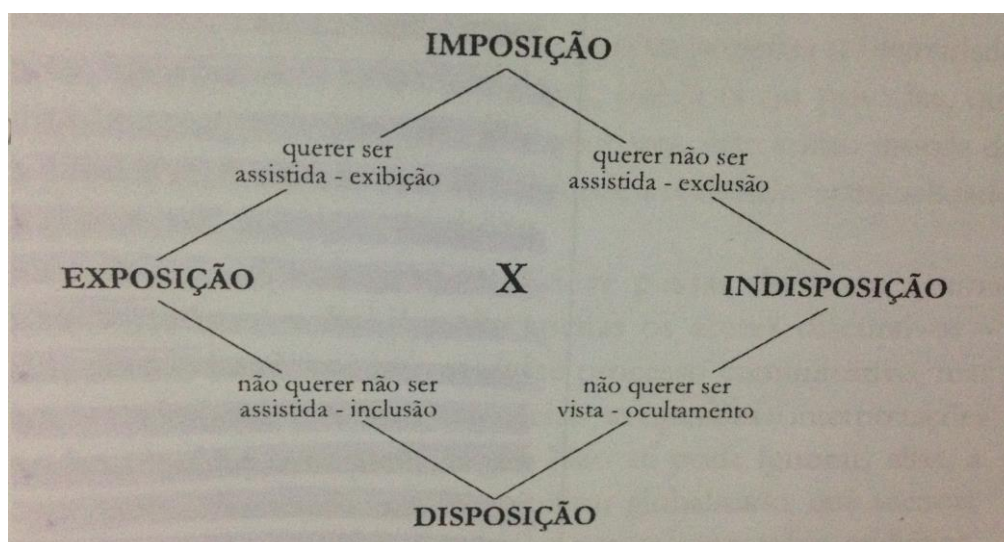 IMPOSIÇÃO
querer ser
assistida - exibição
querer não ser
assistida - exclusão
EXPOSIÇÃO
X
INDISPOSIÇÃO
não querer não ser
assistida - inclusão
não querer ser
vista - ocultamento
DISPOSIÇÃO